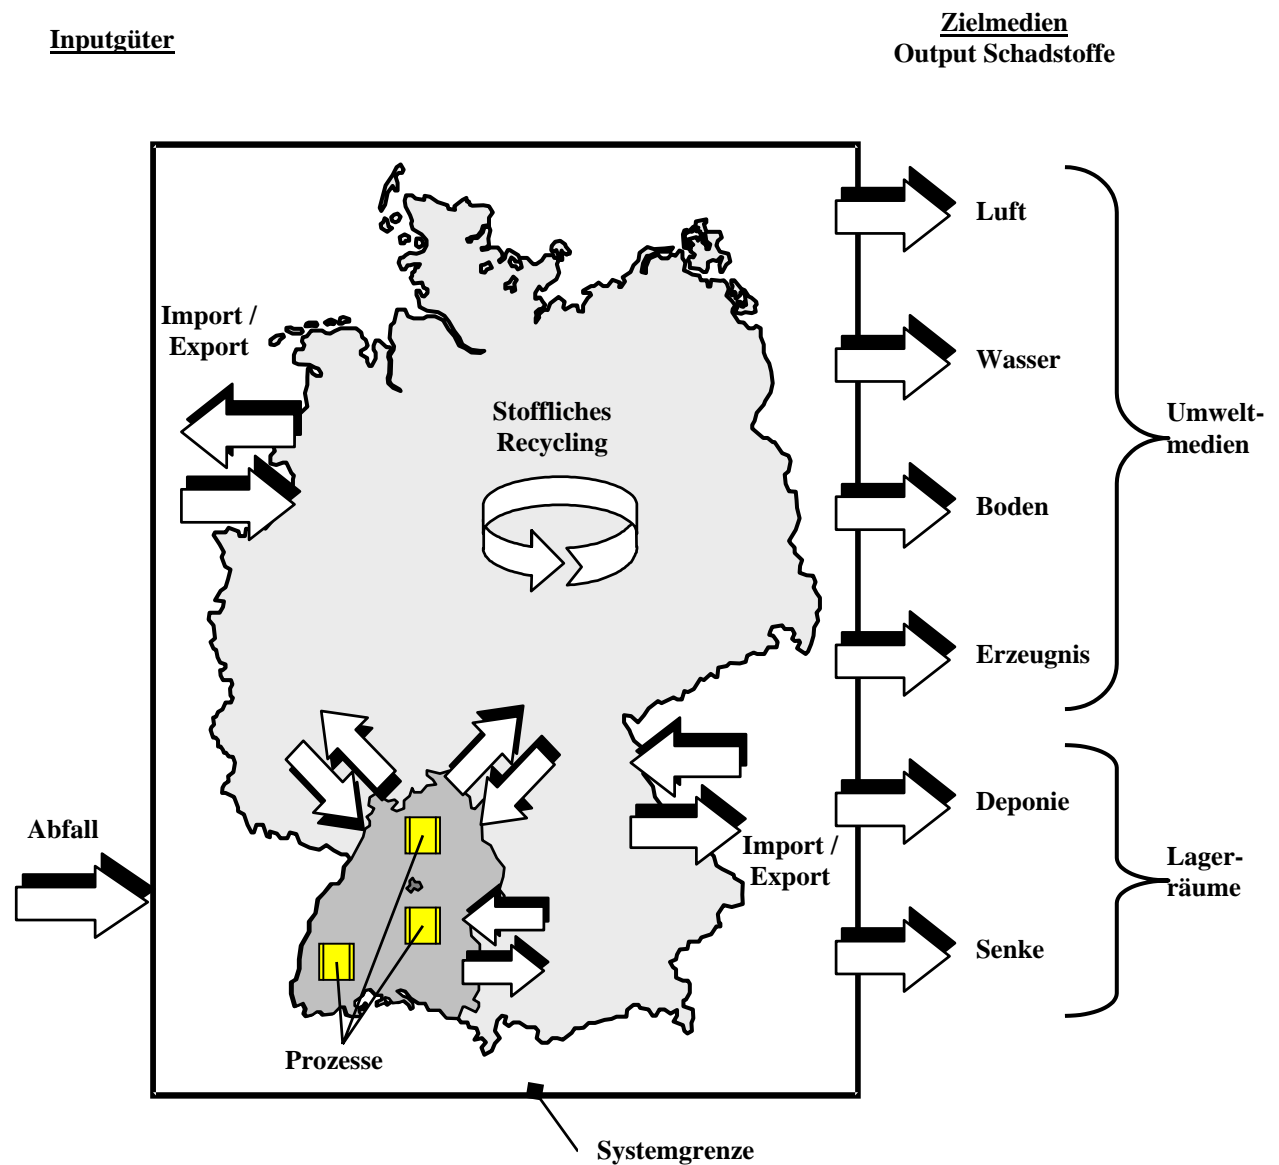 Inputgüter
Zielmedien
Output Schadstoffe
Luft
Import /
Export
Wasser
Stoffliches
Recycling
Umwelt-
medien
Boden
Erzeugnis
Deponie
Abfall
Import /
Export
Lager-
räume
Senke
Prozesse
Systemgrenze